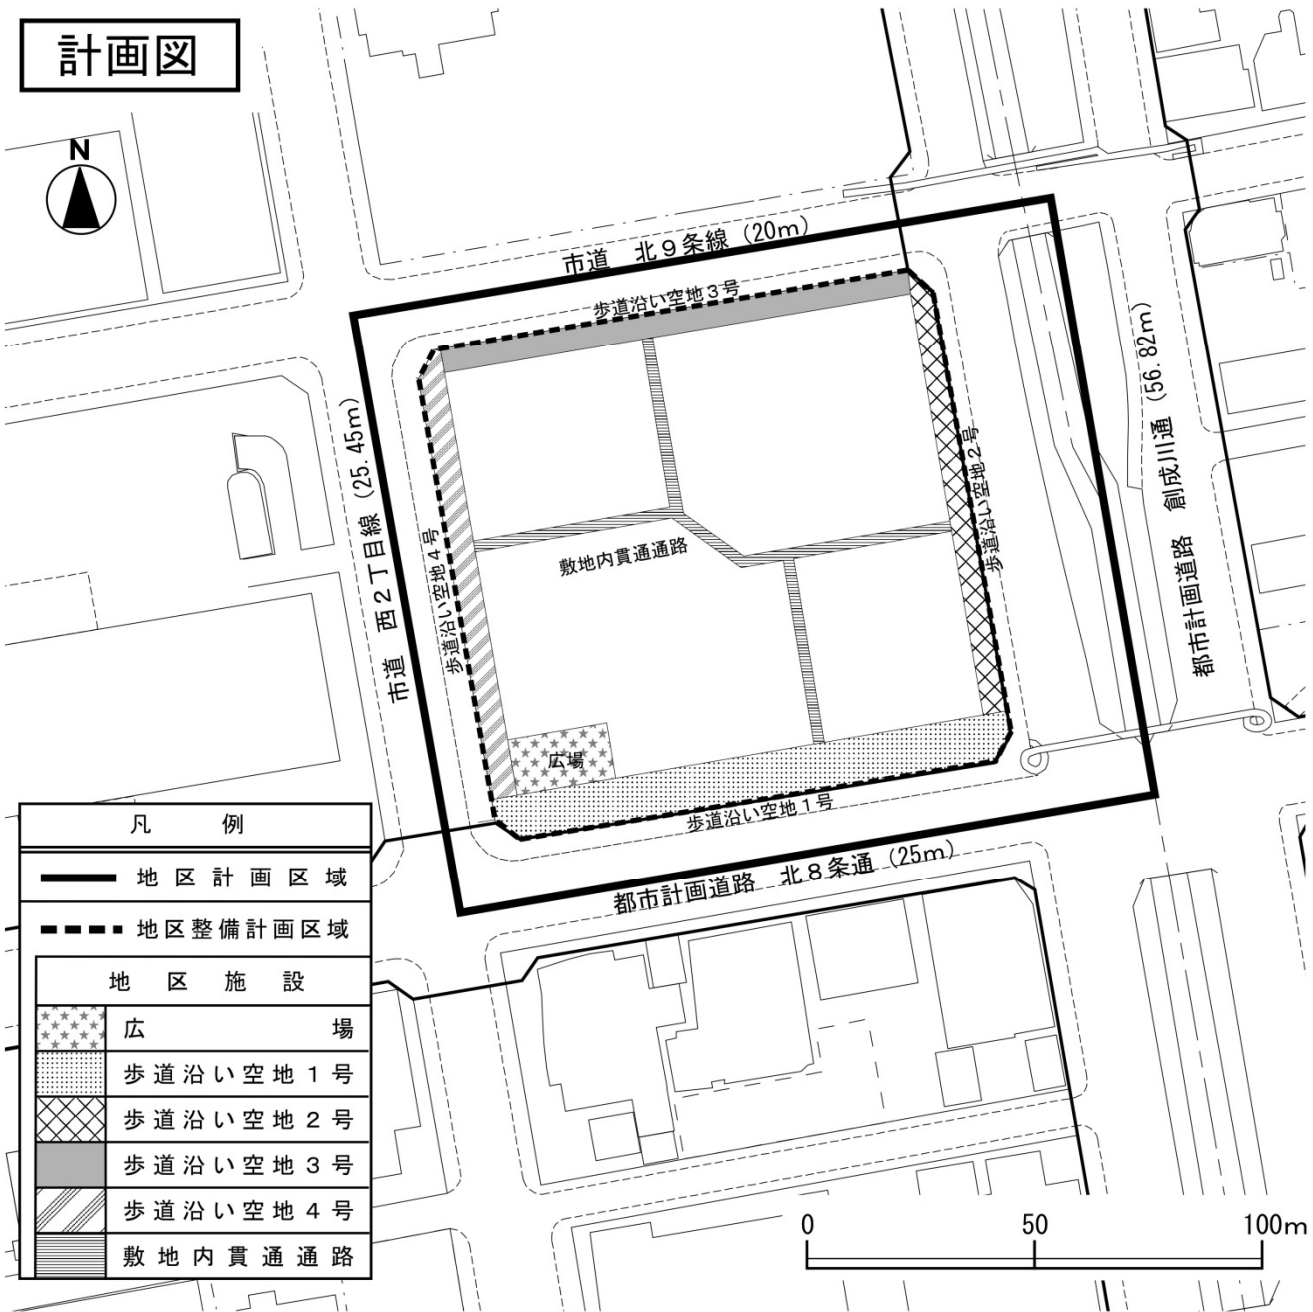 計画図
N
市道 北9条線(20m)
歩道沿い空地3号
都市計画道路 創成川通(56.82m)
歩道沿い空地2号
市道 西2丁目線(25.45m)
歩道沿い空地4号
敷地内貫通通路
広場
歩道沿い空地1号
都市計画道路 北8条通(25m)
凡例
地区計画区域
地区整備計画区域
地区施設
広場
歩道沿い空地1号
歩道沿い空地2号
歩道沿い空地3号
歩道沿い空地4号
敷地内貫通通路
0 50 100m